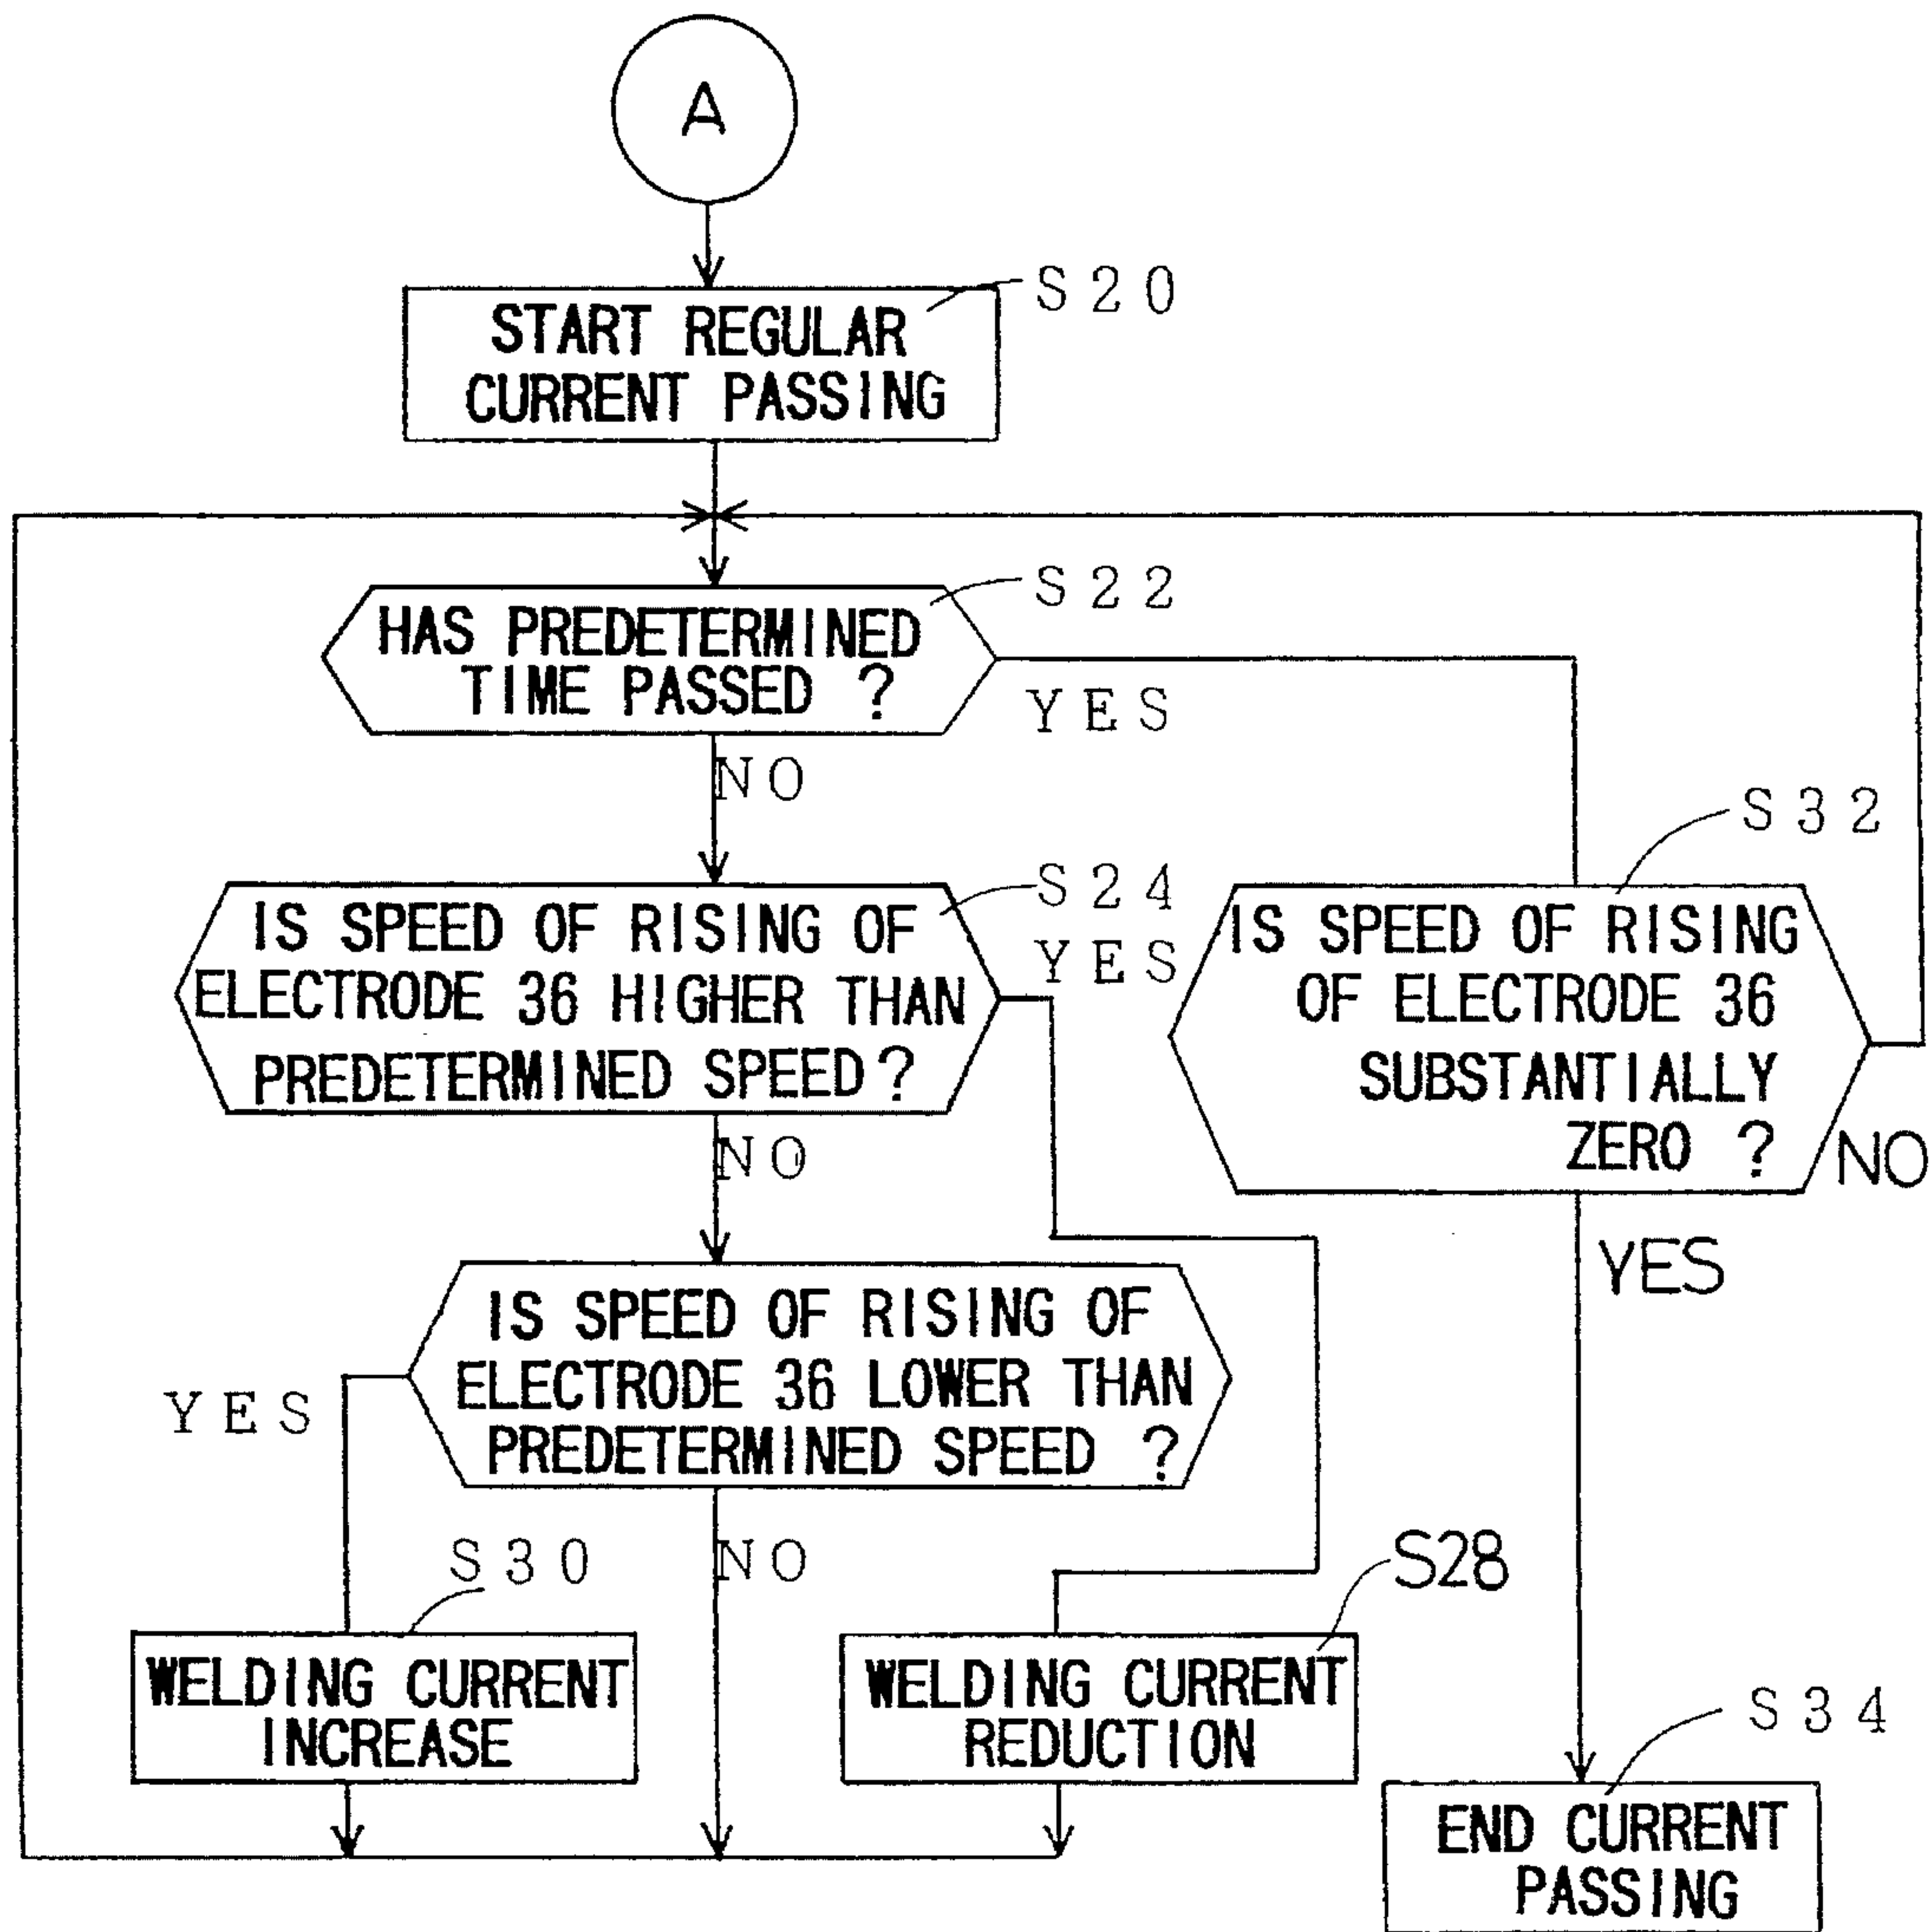 A
S20
START REGULAR
CURRENT PASSING
S22
HAS PREDETERMINED
TIME PASSED ?
YES
NO
S32
S24
IS SPEED OF RISING OF
ELECTRODE 36 HIGHER THAN
PREDETERMINED SPEED?
YES
NO
IS SPEED OF RISING
OF ELECTRODE 36
SUBSTANTIALLY
ZERO ?
NO
YES
IS SPEED OF RISING OF
ELECTRODE 36 LOWER THAN
PREDETERMINED SPEED ?
YES
NO
S30
S28
WELDING CURRENT
INCREASE
WELDING CURRENT
REDUCTION
S34
END CURRENT
PASSING